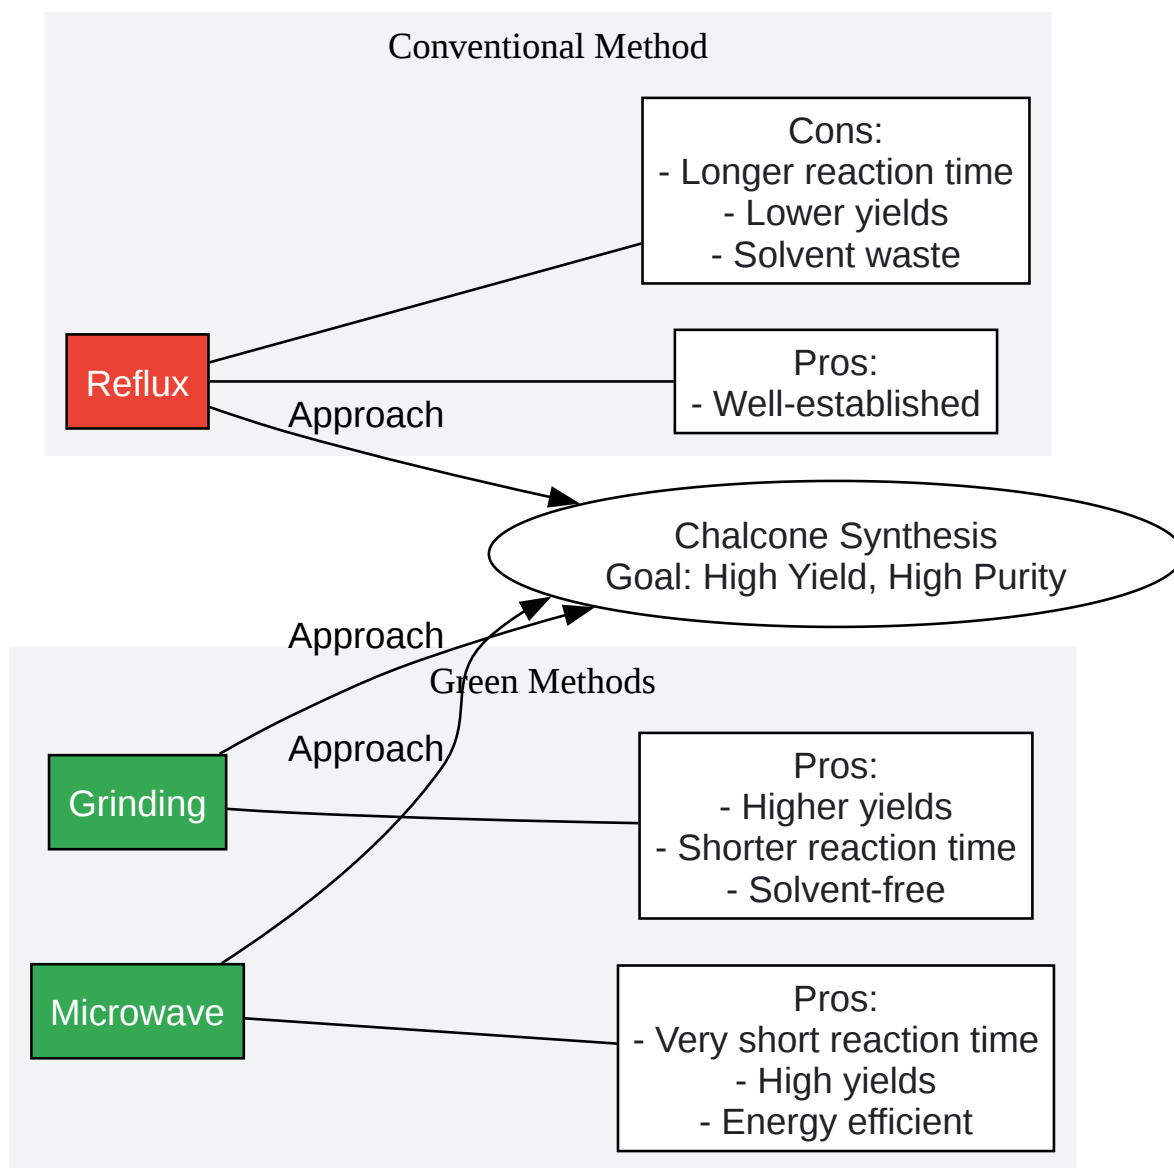 Conventional Method
Cons:
- Longer reaction time
- Lower yields
- Solvent waste
Reflux
Pros:
- Well-established
Approach
Chalcone Synthesis
Goal: High Yield, High Purity
Approach
Green Methods
Approach
Grinding
Pros:
- Higher yields
- Shorter reaction time
- Solvent-free
Microwave
Pros:
- Very short reaction time
- High yields
- Energy efficient